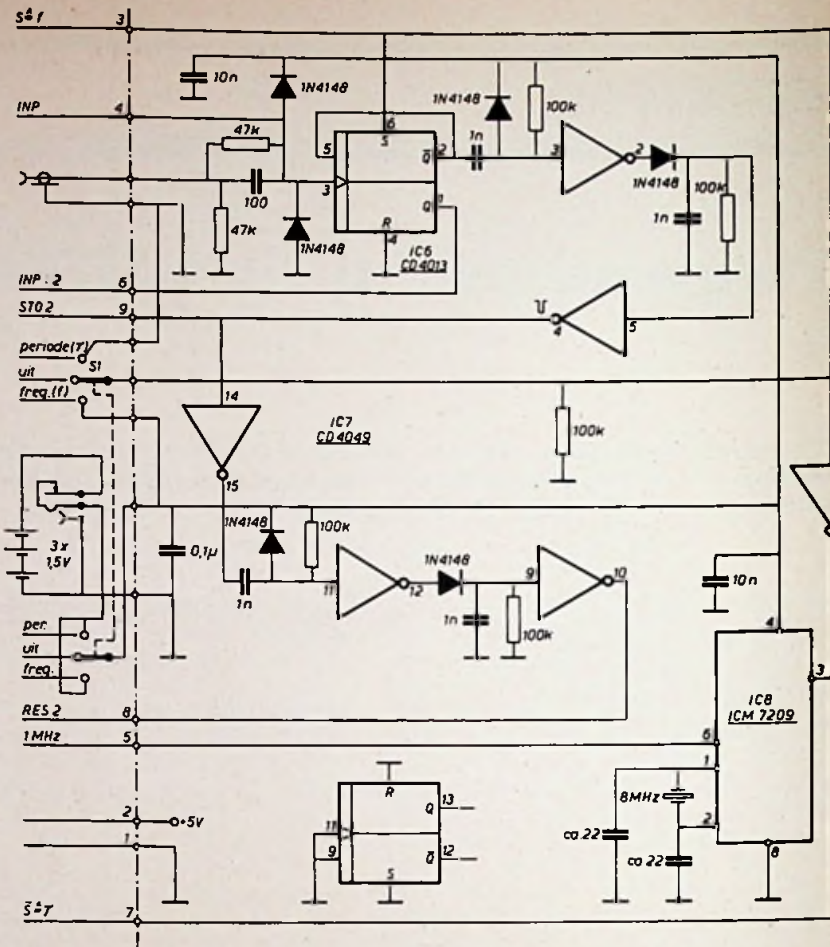 S≙f 3
10n
1N4148
1N4148
100k
INP 4
47k
6
S
5
Q̄ 2
1n
3
2
3
100
Q 1
1N4148
100k
47k
1N4148
R
4
1n
IC6
CD4013
INP : 2 6
STO 2 9
4
5
periode(T)
uit
S1
freq.(f)
14
IC7
CD4049
100k
15
3x
1,5V
0,1µ
1N4148
100k
1N4148
10n
1n
11
12
9
10
1n
100k
4
per.
uit
freq.
3
IC8
ICM 7209
RES 2 8
1MHz 5
6
R
1
Q 13
8MHz
11
2
9
Q̄ 12
ca.22
2
+5V
8
1
S
ca.22
S̄≙T 7